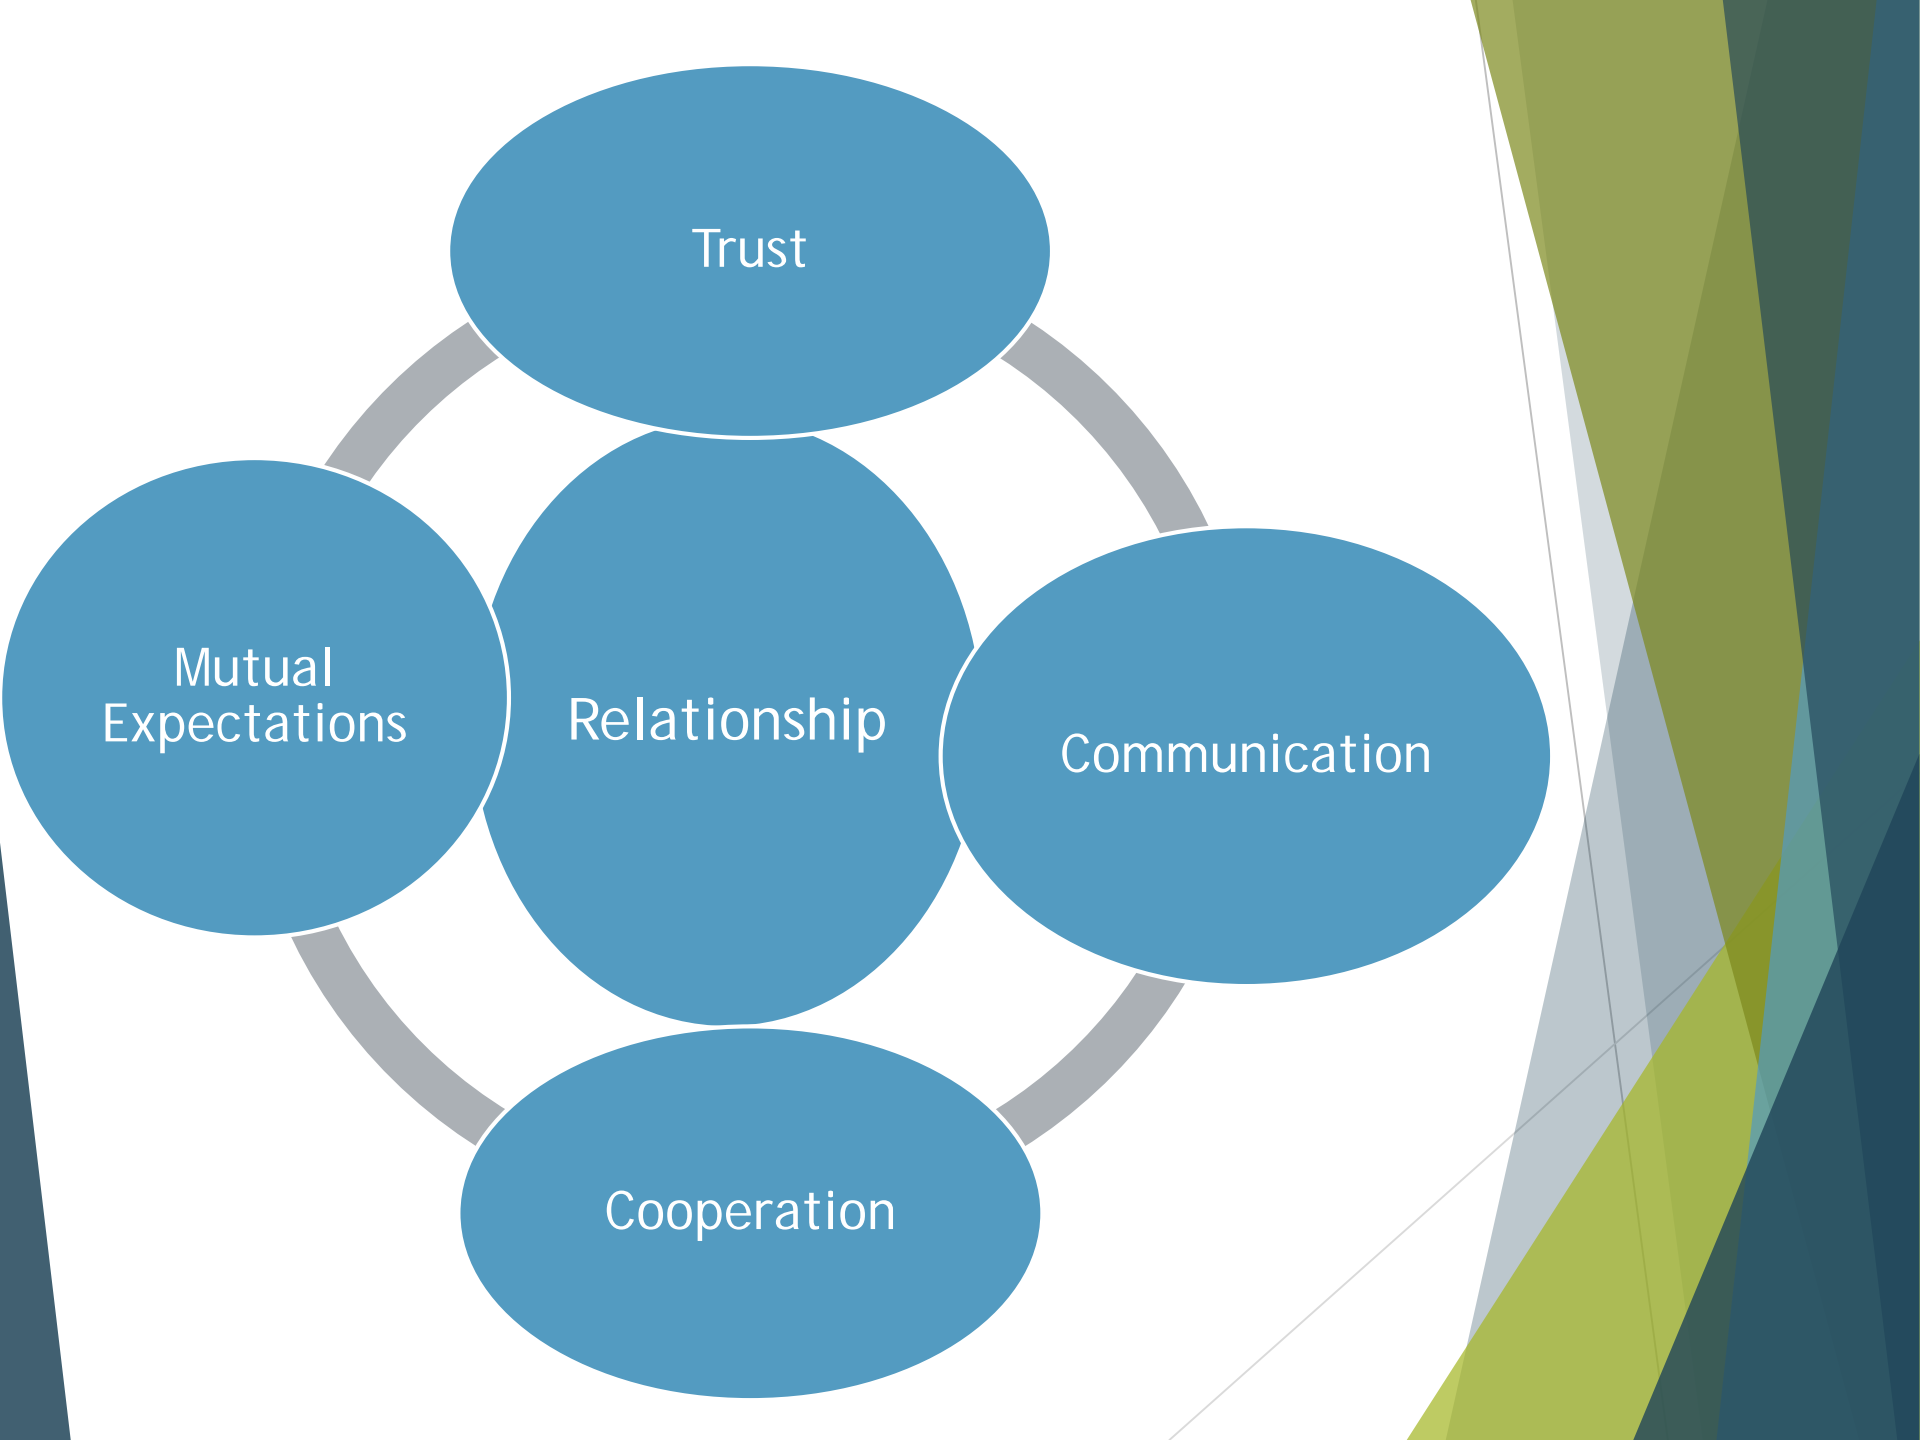 Trust
Mutual
Expectations
Relationship
Communication
Cooperation